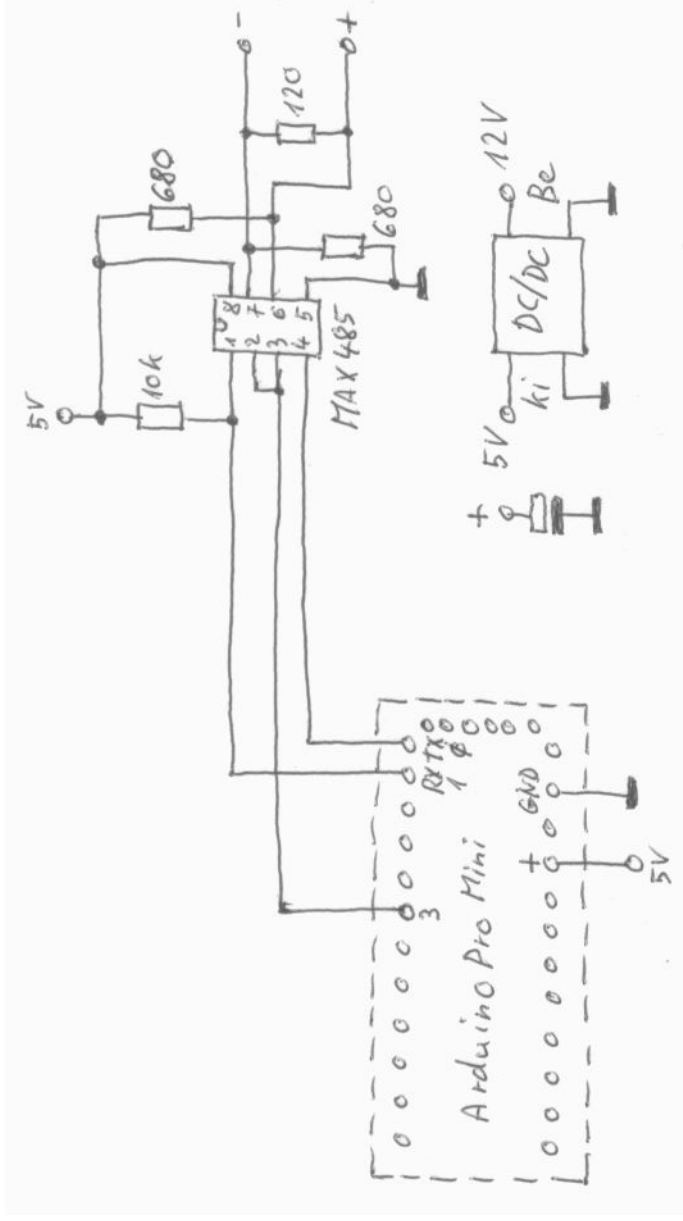 5V
10k
680
-
1 8
2 7
3 6
4 5
120
+
680
MAX485
3 RX TX
1 0
Arduino Pro Mini
+ GND
5V
+
5V 12V
ki DC/DC Be